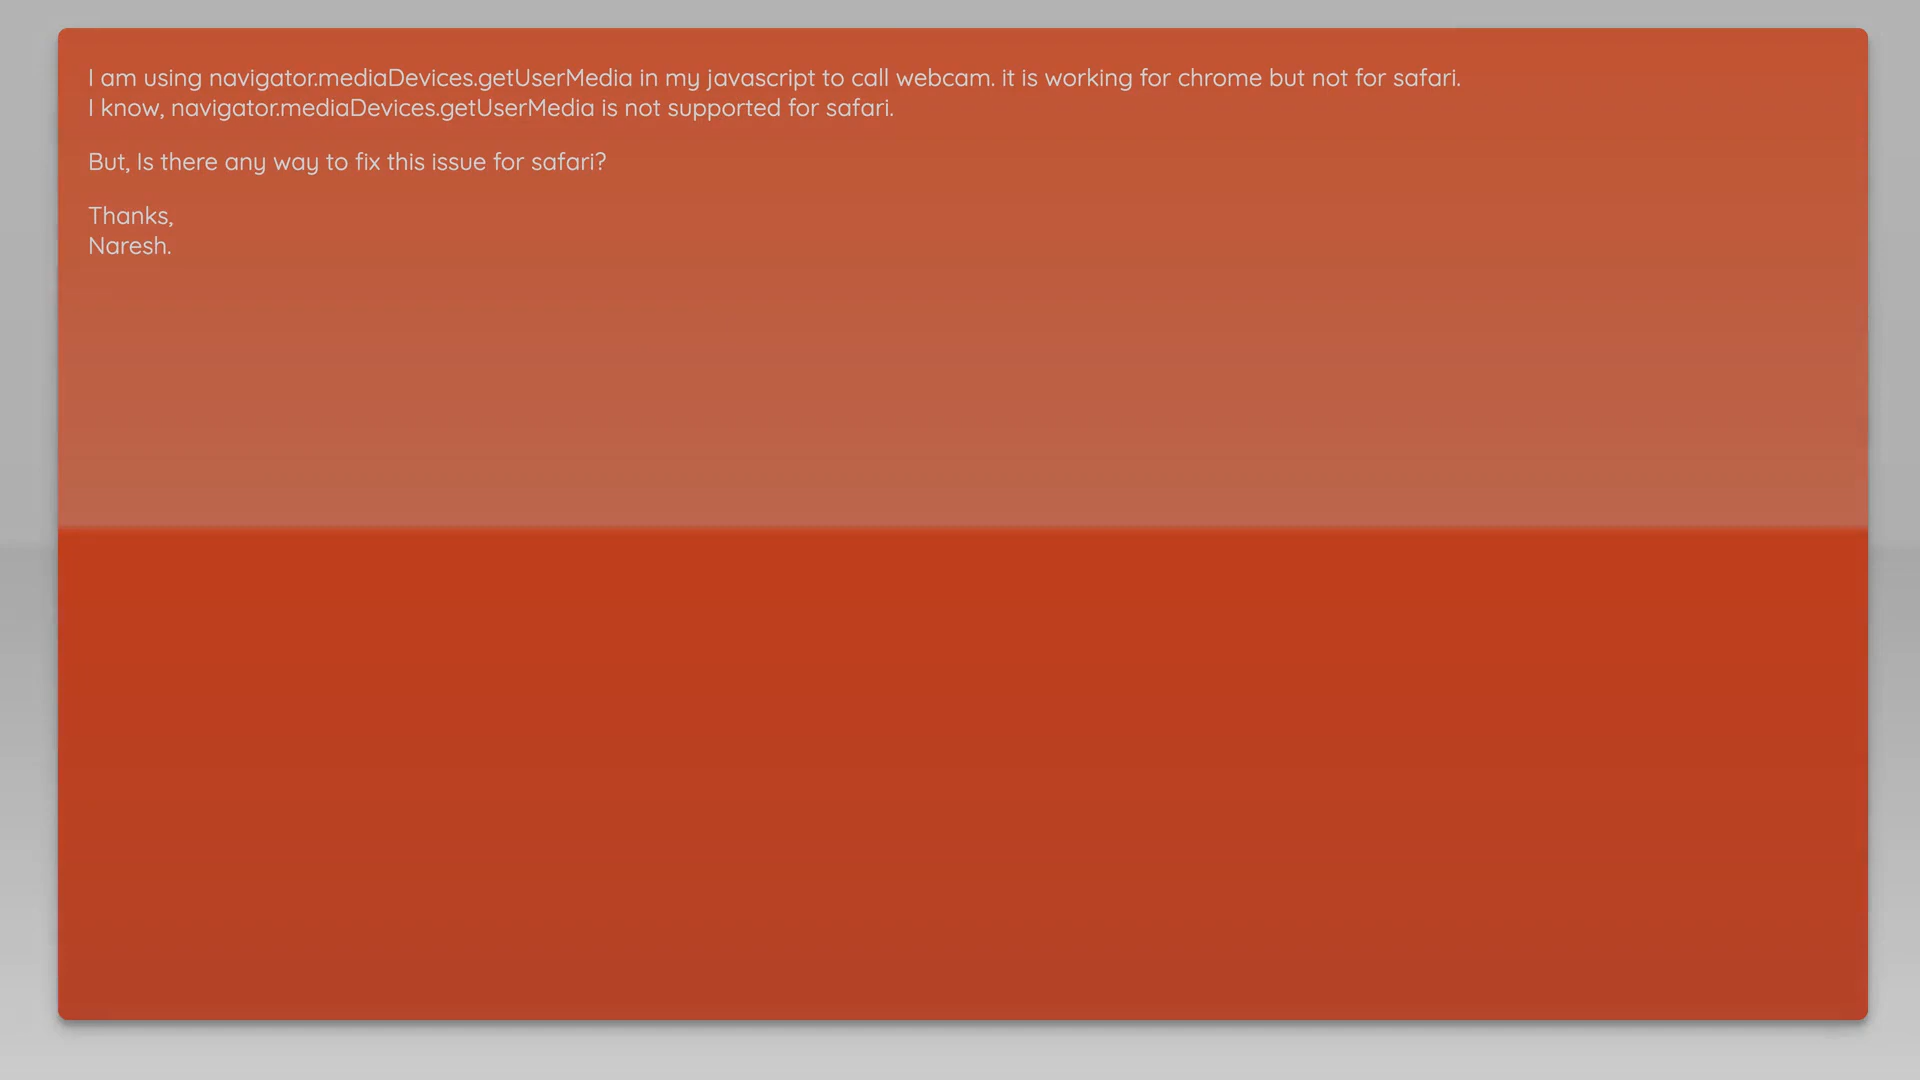 I am using navigator.mediaDevices.getUserMedia in my javascript to call webcam. it is working for chrome but not for safari.
I know, navigator.mediaDevices.getUserMedia is not supported for safari.
But, Is there any way to fix this issue for safari?
Thanks,
Naresh.